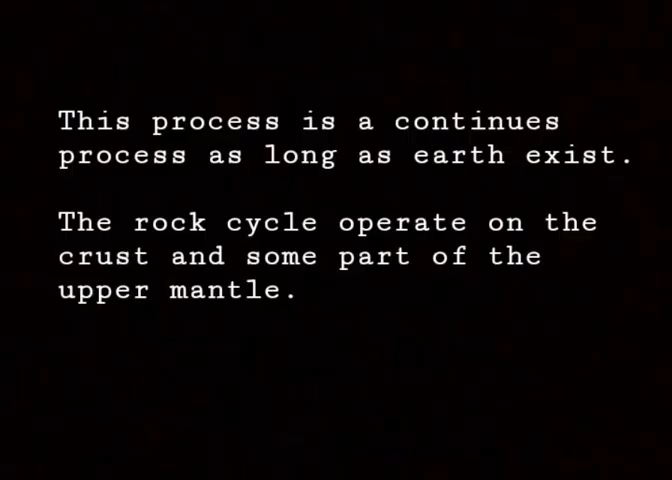 This process is a continues
process as long as earth exist.
The rock cycle operate on the
crust and some part of the
upper mantle.